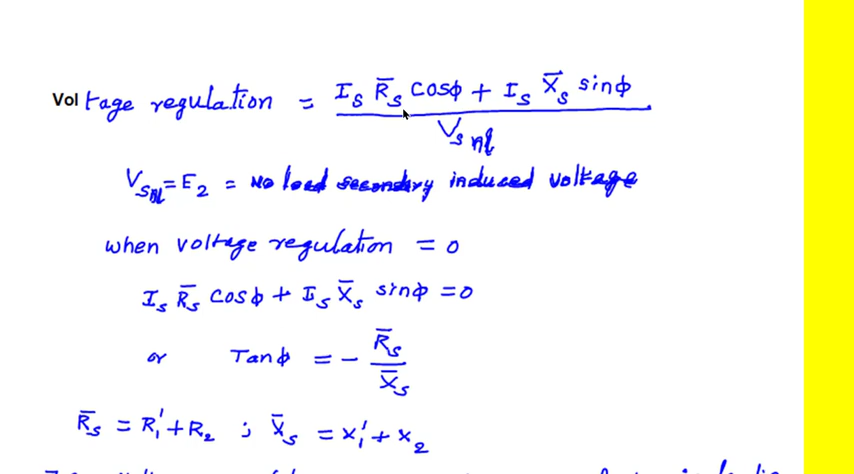 Voltage regulation = (I_s R̄_s cosϕ + I_s X̄_s sinϕ) / V_s nl
V_snl = E_2 = No load secondary induced voltage
when voltage regulation = 0
I_s R̄_s cosϕ + I_s X̄_s sinϕ = 0
or Tanϕ = - R̄_s / X̄_s
R̄_s = R_1' + R_2 ; X̄_s = x_1' + x_2